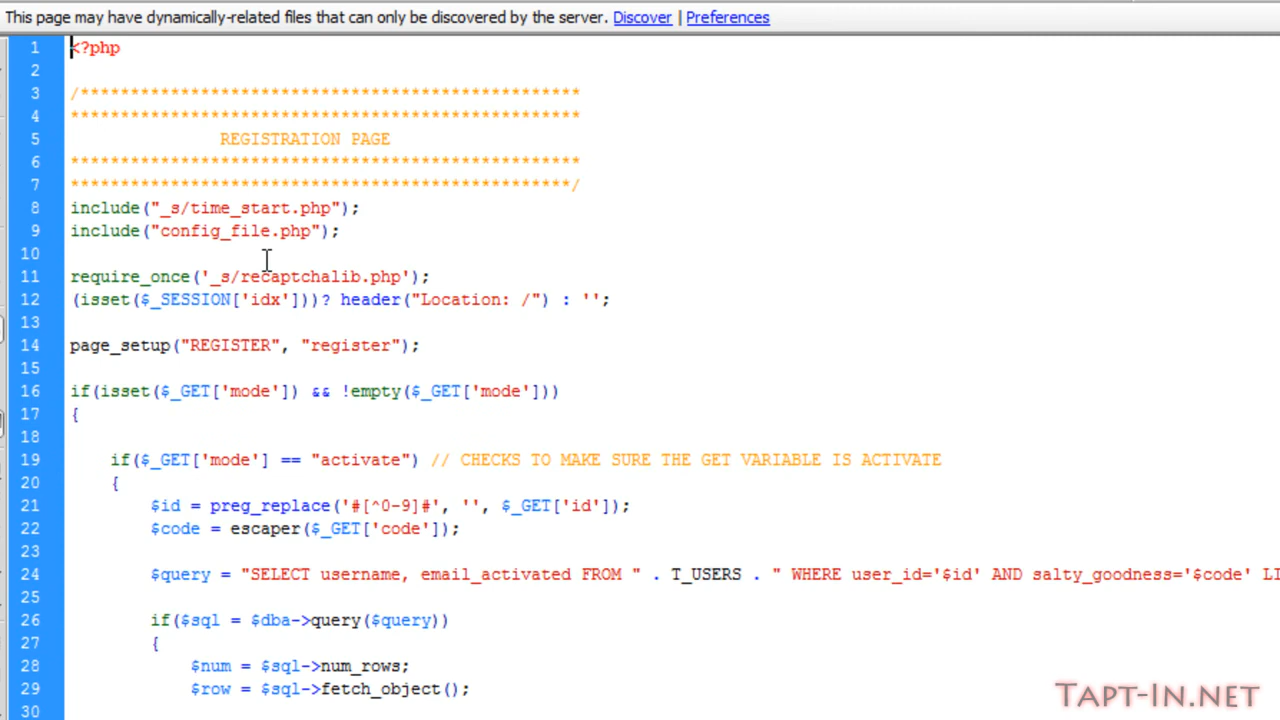 This page may have dynamically-related files that can only be discovered by the server. Discover | Preferences
1 <?php
2
3 /**************************************************
4 ***************************************************
5 REGISTRATION PAGE
6 ***************************************************
7 **************************************************/
8 include("_s/time_start.php");
9 include("config_file.php");
10
11 require_once('_s/recaptchalib.php');
12 (isset($_SESSION['idx']))? header("Location: /") : '';
13
14 page_setup("REGISTER", "register");
15
16 if(isset($_GET['mode']) && !empty($_GET['mode']))
17 {
18
19 if($_GET['mode'] == "activate") // CHECKS TO MAKE SURE THE GET VARIABLE IS ACTIVATE
20 {
21 $id = preg_replace('#[^0-9]#', '', $_GET['id']);
22 $code = escaper($_GET['code']);
23
24 $query = "SELECT username, email_activated FROM " . T_USERS . " WHERE user_id='$id' AND salty_goodness='$code' LI
25
26 if($sql = $dba->query($query))
27 {
28 $num = $sql->num_rows;
29 $row = $sql->fetch_object();
30
TAPT-IN.NET